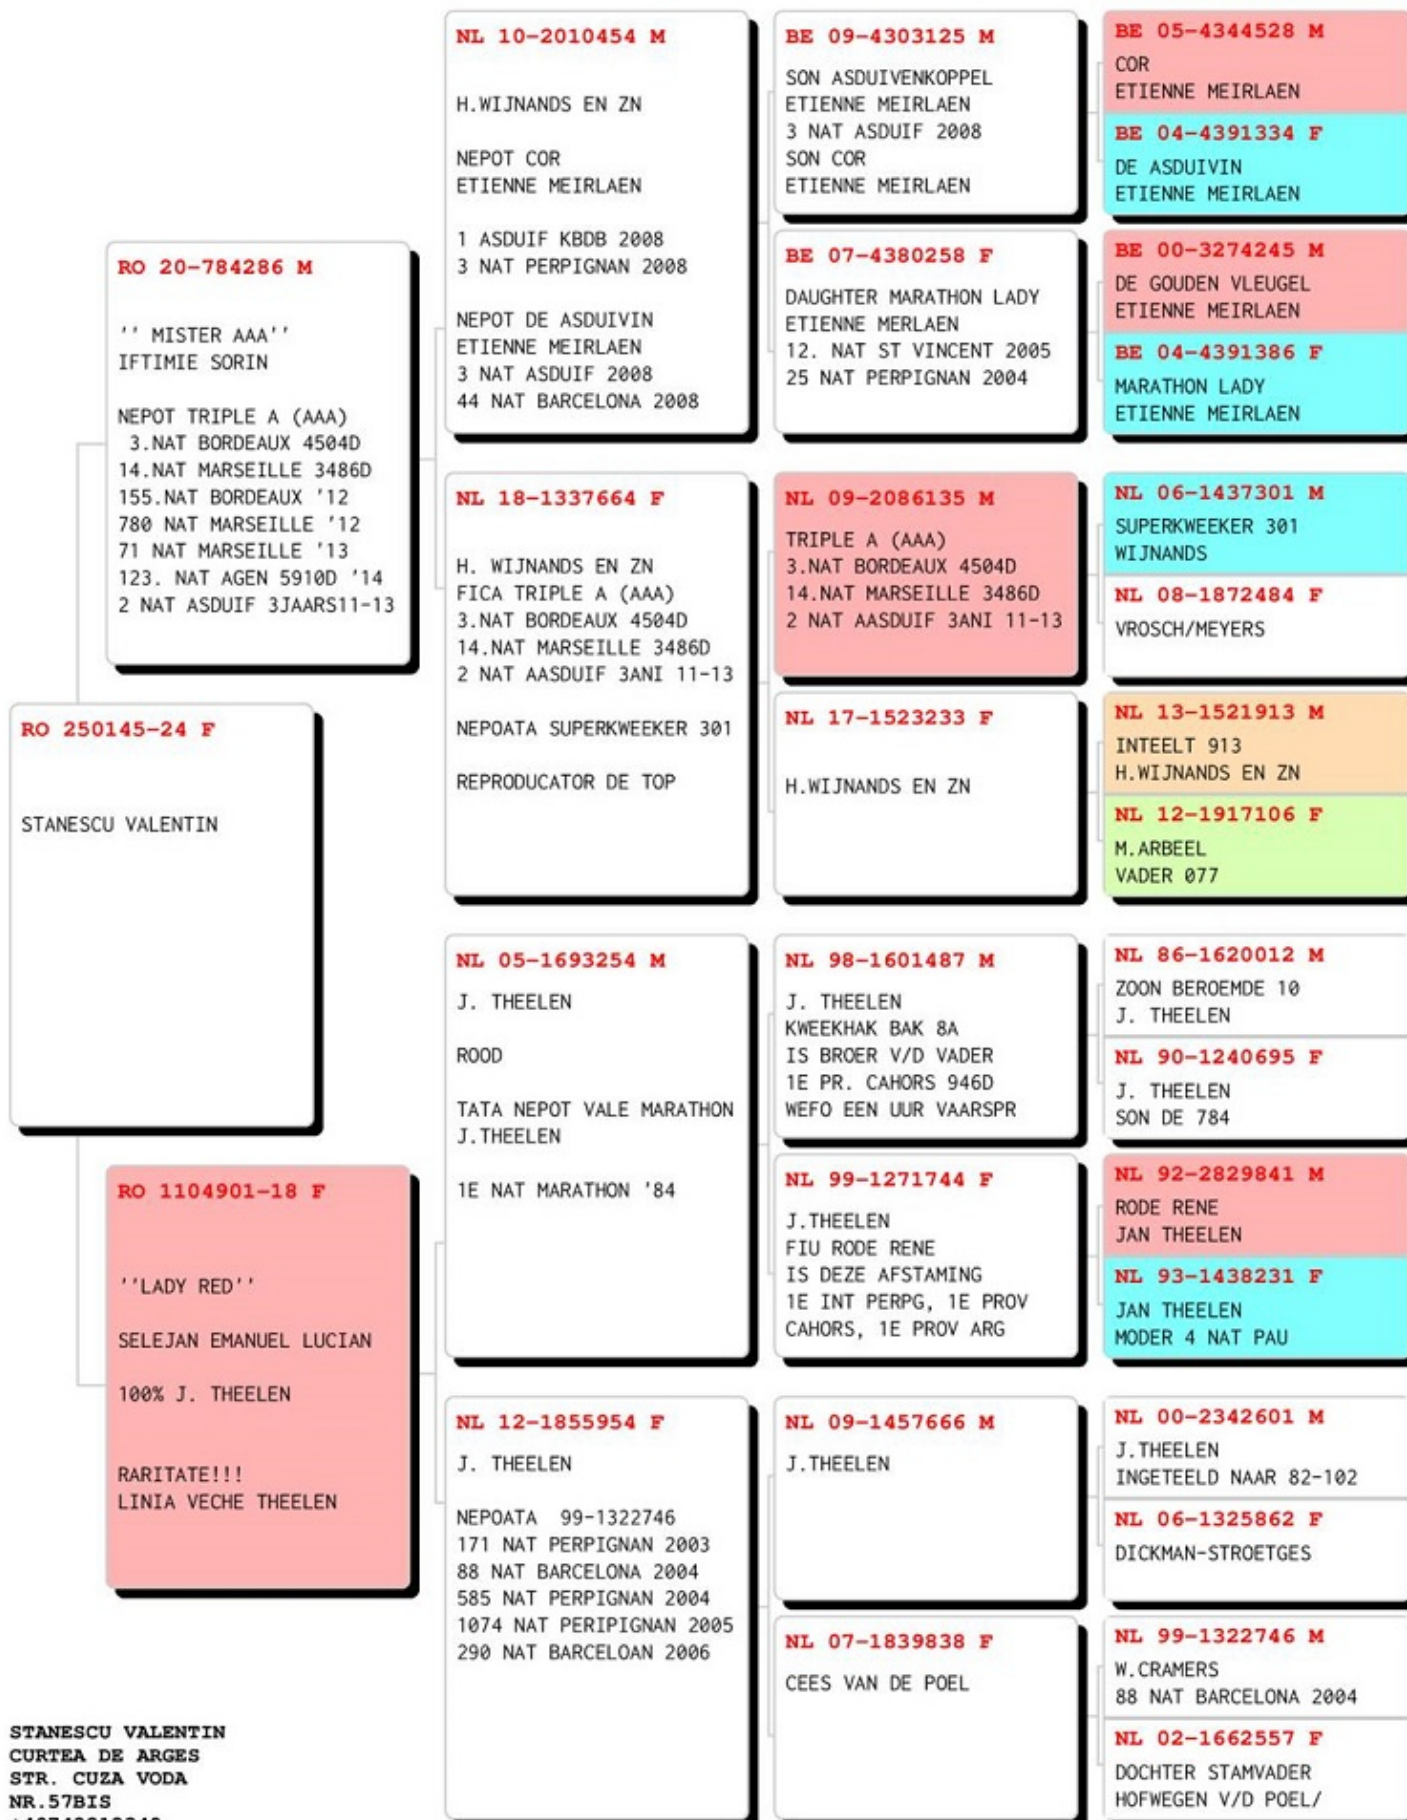 RO 250145-24 F
STANESCU VALENTIN
RO 20-784286 M
'' MISTER AAA''
IFTIMIE SORIN
NEPOT TRIPLE A (AAA)
3.NAT BORDEAUX 4504D
14.NAT MARSEILLE 3486D
155.NAT BORDEAUX '12
780 NAT MARSEILLE '12
71 NAT MARSEILLE '13
123. NAT AGEN 5910D '14
2 NAT ASDUIF 3JAARS11-13
RO 1104901-18 F
''LADY RED''
SELEJAN EMANUEL LUCIAN
100% J. THEELEN
RARITATE!!!
LINIA VECHE THEELEN
NL 10-2010454 M
H.WIJNANDS EN ZN
NEPOT COR
ETIENNE MEIRLAEN
1 ASDUIF KBDB 2008
3 NAT PERPIGNAN 2008
NEPOT DE ASDUIVIN
ETIENNE MEIRLAEN
3 NAT ASDUIF 2008
44 NAT BARCELONA 2008
NL 18-1337664 F
H. WIJNANDS EN ZN
FICA TRIPLE A (AAA)
3.NAT BORDEAUX 4504D
14.NAT MARSEILLE 3486D
2 NAT AASDUIF 3ANI 11-13
NEPOATA SUPERKWEEKER 301
REPRODUCATOR DE TOP
NL 05-1693254 M
J. THEELEN
ROOD
TATA NEPOT VALE MARATHON
J.THEELEN
1E NAT MARATHON '84
NL 12-1855954 F
J. THEELEN
NEPOATA  99-1322746
171 NAT PERPIGNAN 2003
88 NAT BARCELONA 2004
585 NAT PERPIGNAN 2004
1074 NAT PERIPIGNAN 2005
290 NAT BARCELOAN 2006
BE 09-4303125 M
SON ASDUIVENKOPPEL
ETIENNE MEIRLAEN
3 NAT ASDUIF 2008
SON COR
ETIENNE MEIRLAEN
BE 07-4380258 F
DAUGHTER MARATHON LADY
ETIENNE MERLAEN
12. NAT ST VINCENT 2005
25 NAT PERPIGNAN 2004
NL 09-2086135 M
TRIPLE A (AAA)
3.NAT BORDEAUX 4504D
14.NAT MARSEILLE 3486D
2 NAT AASDUIF 3ANI 11-13
NL 17-1523233 F
H.WIJNANDS EN ZN
NL 98-1601487 M
J. THEELEN
KWEEKHAK BAK 8A
IS BROER V/D VADER
1E PR. CAHORS 946D
WEFO EEN UUR VAARSPR
NL 99-1271744 F
J.THEELEN
FIU RODE RENE
IS DEZE AFSTAMING
1E INT PERPG, 1E PROV
CAHORS, 1E PROV ARG
NL 09-1457666 M
J.THEELEN
NL 07-1839838 F
CEES VAN DE POEL
BE 05-4344528 M
COR
ETIENNE MEIRLAEN
BE 04-4391334 F
DE ASDUIVIN
ETIENNE MEIRLAEN
BE 00-3274245 M
DE GOUDEN VLEUGEL
ETIENNE MEIRLAEN
BE 04-4391386 F
MARATHON LADY
ETIENNE MEIRLAEN
NL 06-1437301 M
SUPERKWEEKER 301
WIJNANDS
NL 08-1872484 F
VROSCH/MEYERS
NL 13-1521913 M
INTEELT 913
H.WIJNANDS EN ZN
NL 12-1917106 F
M.ARBEEL
VADER 077
NL 86-1620012 M
ZOON BEROEMDE 10
J. THEELEN
NL 90-1240695 F
J. THEELEN
SON DE 784
NL 92-2829841 M
RODE RENE
JAN THEELEN
NL 93-1438231 F
JAN THEELEN
MODER 4 NAT PAU
NL 00-2342601 M
J.THEELEN
INGETEELD NAAR 82-102
NL 06-1325862 F
DICKMAN-STROETGES
NL 99-1322746 M
W.CRAMERS
88 NAT BARCELONA 2004
NL 02-1662557 F
DOCHTER STAMVADER
HOFWEGEN V/D POEL/
STANESCU VALENTIN
CURTEA DE ARGES
STR. CUZA VODA
NR.57BIS